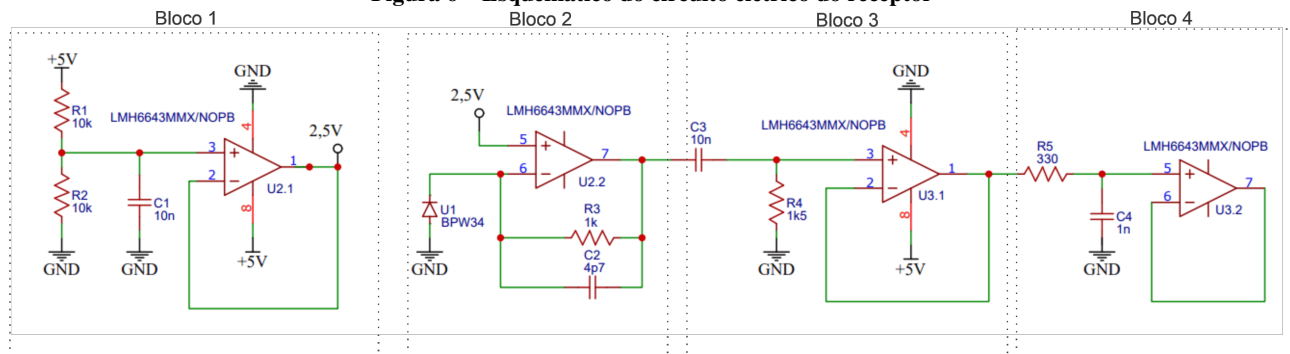 Figura 6 – Esquemático do circuito elétrico do receptor
Bloco 1
Bloco 2
Bloco 3
Bloco 4
+5V
R1
10k
R2
10k
GND
C1
10n
GND
LMH6643MMX/NOPB
GND
4
3
2
1
8
U2.1
+5V
2,5V
2,5V
LMH6643MMX/NOPB
5
6
7
U2.2
U1
BPW34
GND
R3
1k
C2
4p7
C3
10n
R4
1k5
GND
LMH6643MMX/NOPB
GND
4
3
2
1
8
U3.1
+5V
R5
330
C4
1n
GND
LMH6643MMX/NOPB
5
6
7
U3.2